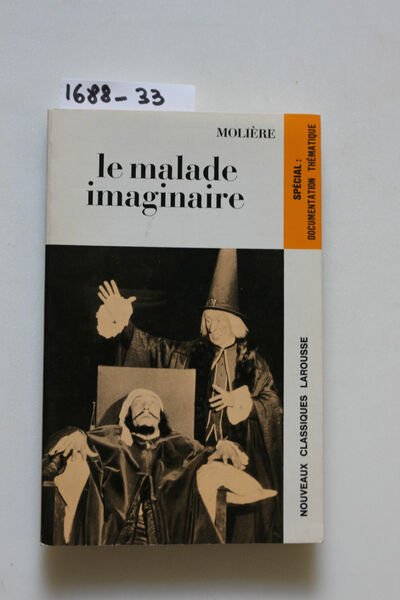 1688-33
MOLIÈRE
le malade
imaginaire
SPÉCIAL :
DOCUMENTATION THÉMATIQUE
NOUVEAUX CLASSIQUES LAROUSSE